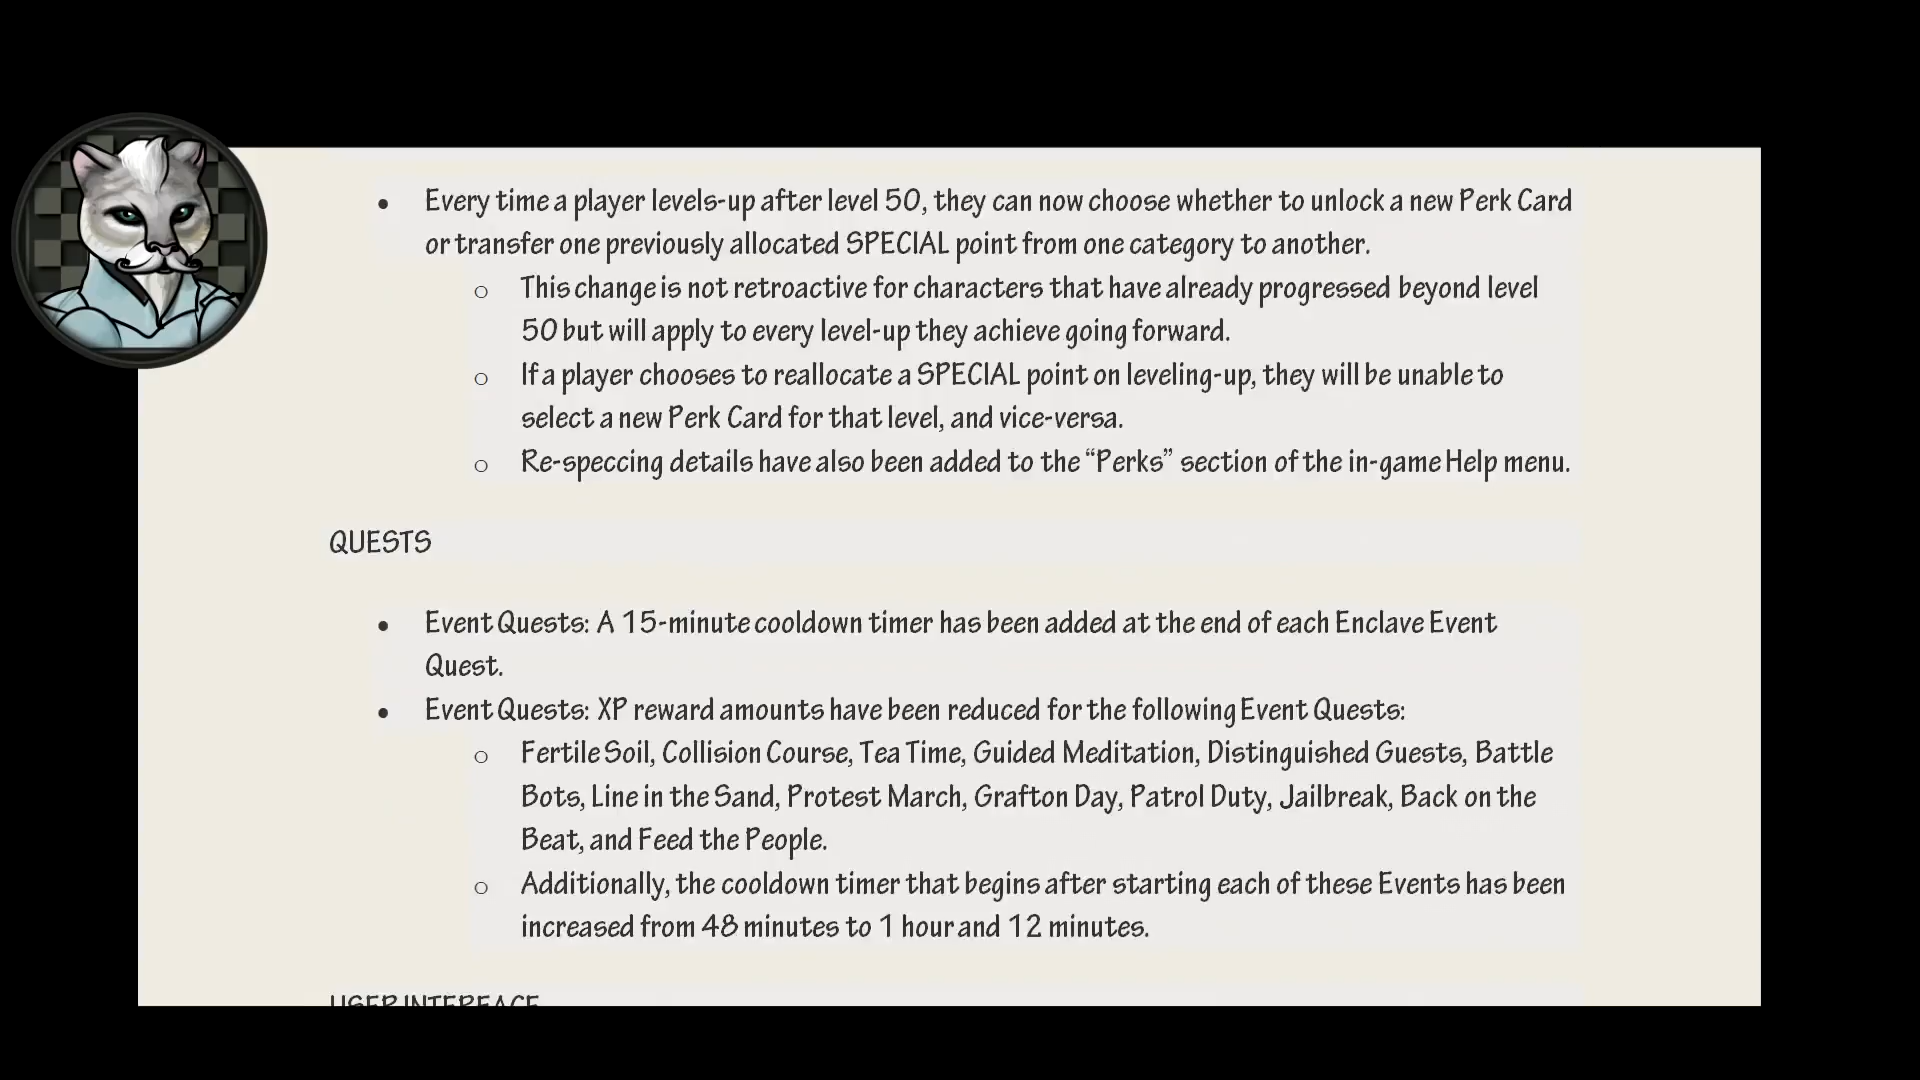 Every time a player levels-up after level 50, they can now choose whether to unlock a new Perk Card
or transfer one previously allocated SPECIAL point from one category to another.
This change is not retroactive for characters that have already progressed beyond level
50 but will apply to every level-up they achieve going forward.
If a player chooses to reallocate a SPECIAL point on leveling-up, they will be unable to
select a new Perk Card for that level, and vice-versa.
Re-speccing details have also been added to the “Perks” section of the in-game Help menu.
QUESTS
Event Quests: A 15-minute cooldown timer has been added at the end of each Enclave Event
Quest.
Event Quests: XP reward amounts have been reduced for the following Event Quests:
Fertile Soil, Collision Course, Tea Time, Guided Meditation, Distinguished Guests, Battle
Bots, Line in the Sand, Protest March, Grafton Day, Patrol Duty, Jailbreak, Back on the
Beat, and Feed the People.
Additionally, the cooldown timer that begins after starting each of these Events has been
increased from 48 minutes to 1 hour and 12 minutes.
USER INTERFACE